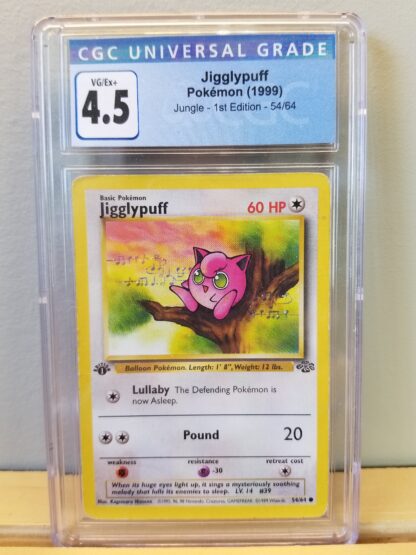 CGC UNIVERSAL GRADE
VG/Ex+
4.5
Jigglypuff
Pokémon (1999)
Jungle - 1st Edition - 54/64
Basic Pokémon
Jigglypuff 60 HP
Balloon Pokémon. Length: 1' 8", Weight: 12 lbs.
Lullaby The Defending Pokémon is
now Asleep.
Pound 20
weakness resistance retreat cost
-30
When its huge eyes light up, it sings a mysteriously soothing
melody that lulls its enemies to sleep. LV. 14 #39
54/64